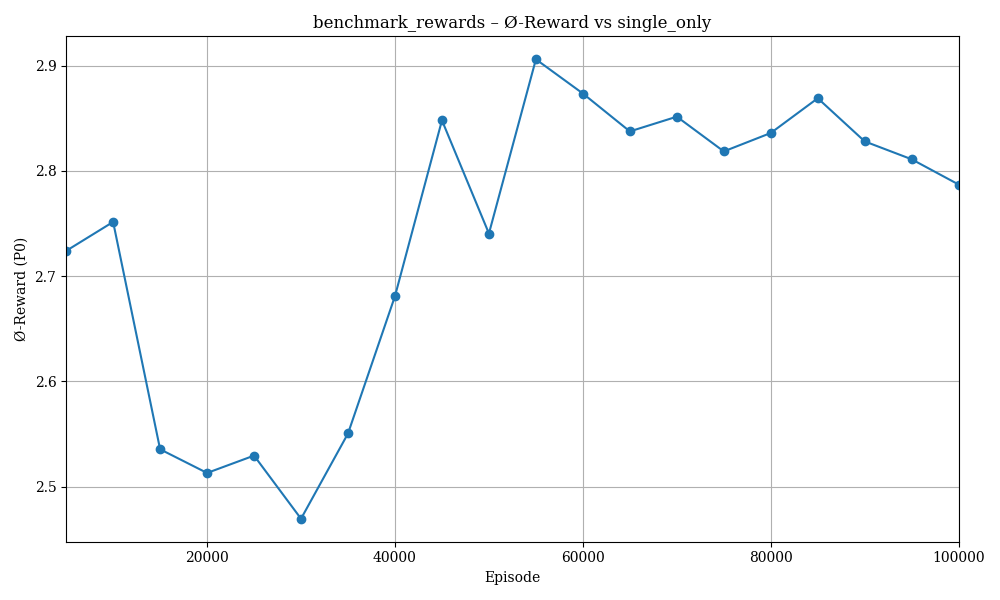 benchmark_rewards – Ø-Reward vs single_only
2.9
2.8
2.7
2.6
2.5
Ø-Reward (P0)
20000 40000 60000 80000 100000
Episode